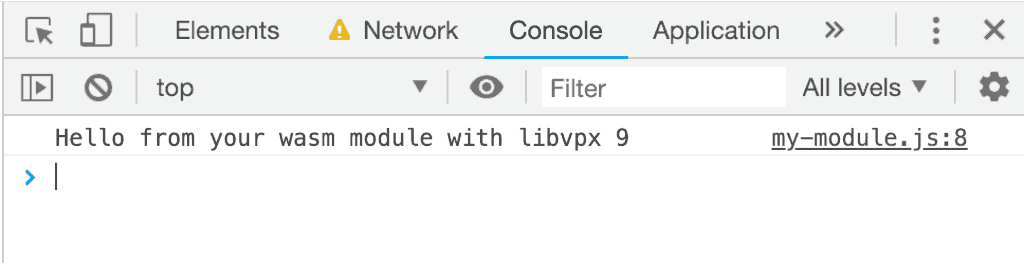 Elements Network Console Application
top Filter All levels
Hello from your wasm module with libvpx 9 my-module.js:8